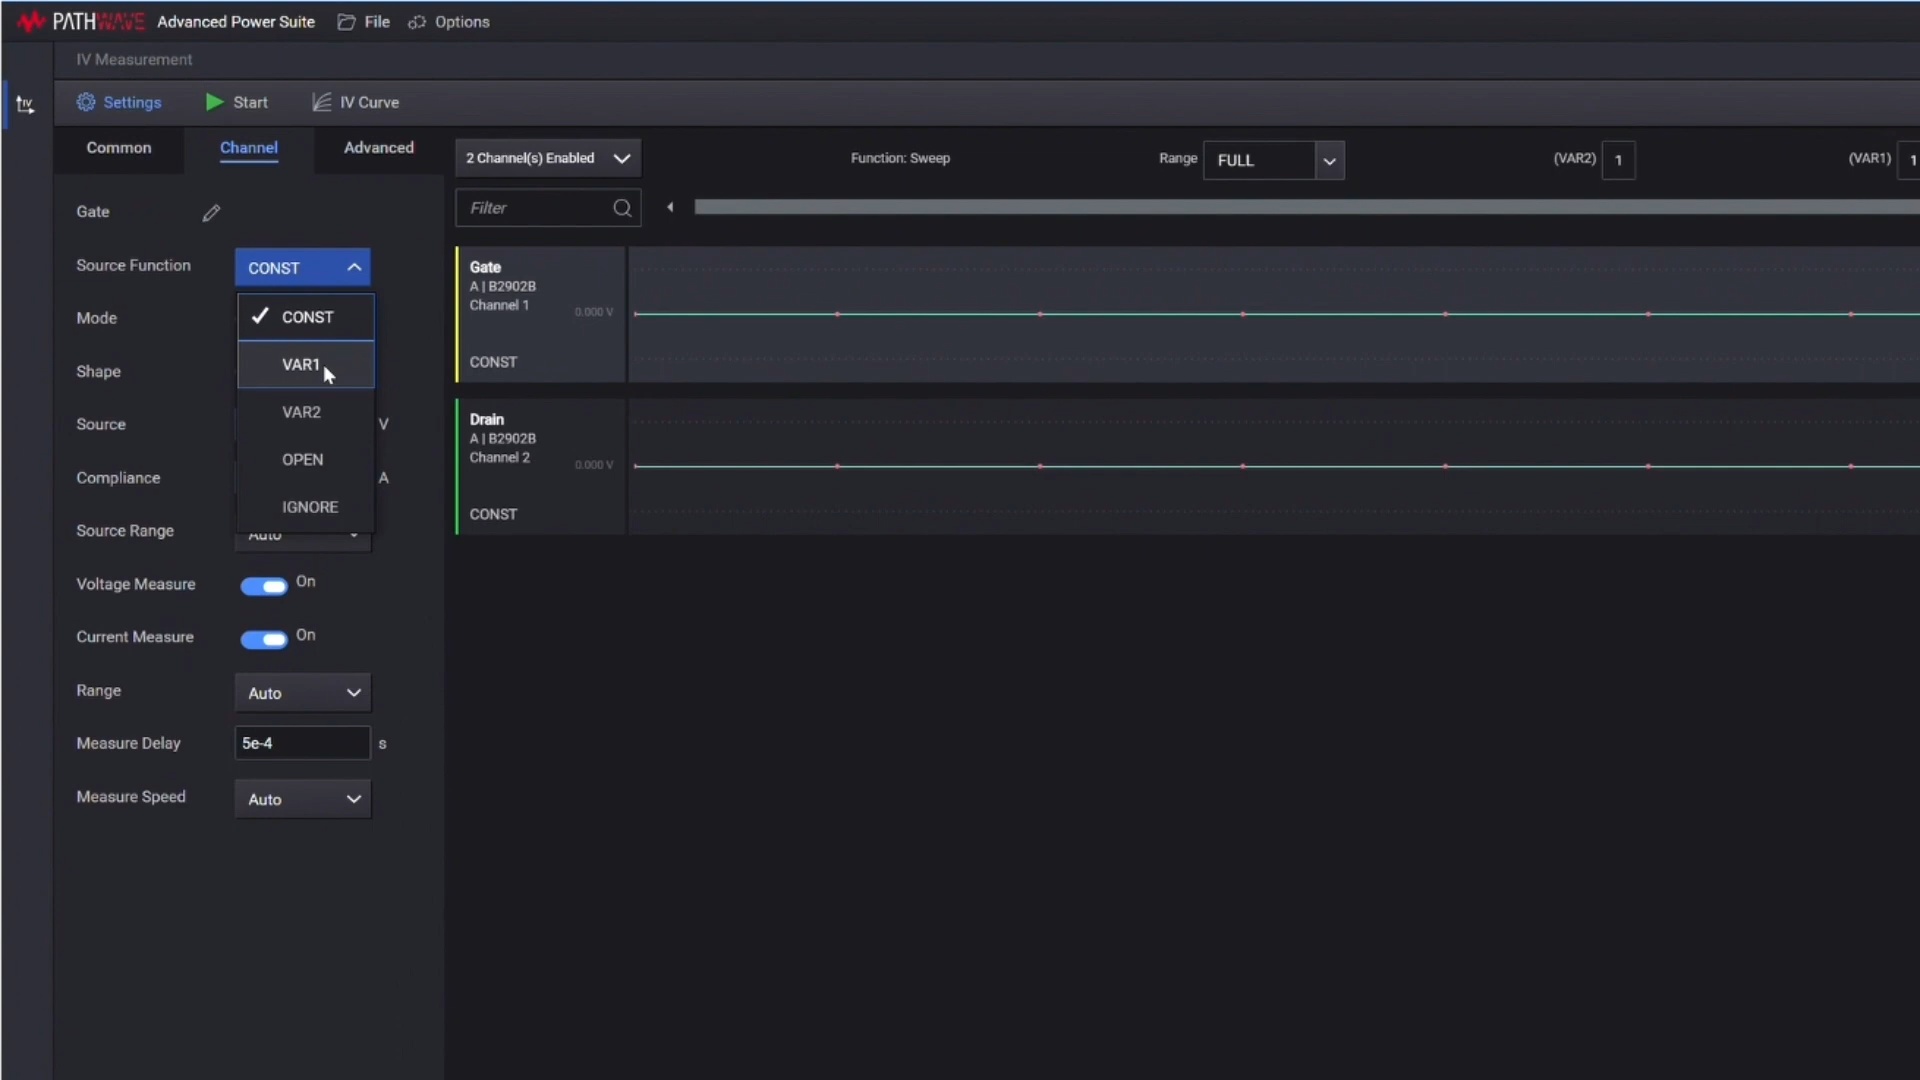 PATHWAVE Advanced Power Suite File Options
IV Measurement
IV Settings Start IV Curve
Common Channel Advanced
2 Channel(s) Enabled Function: Sweep Range FULL (VAR2) 1 (VAR1) 1
Filter
Gate
Source Function CONST
Mode
Shape
Source V
Compliance A
Source Range Auto
CONST
VAR1
VAR2
OPEN
IGNORE
Voltage Measure On
Current Measure On
Range Auto
Measure Delay 5e-4 s
Measure Speed Auto
Gate
A | B2902B
Channel 1
0.000 V
CONST
Drain
A | B2902B
Channel 2
0.000 V
CONST